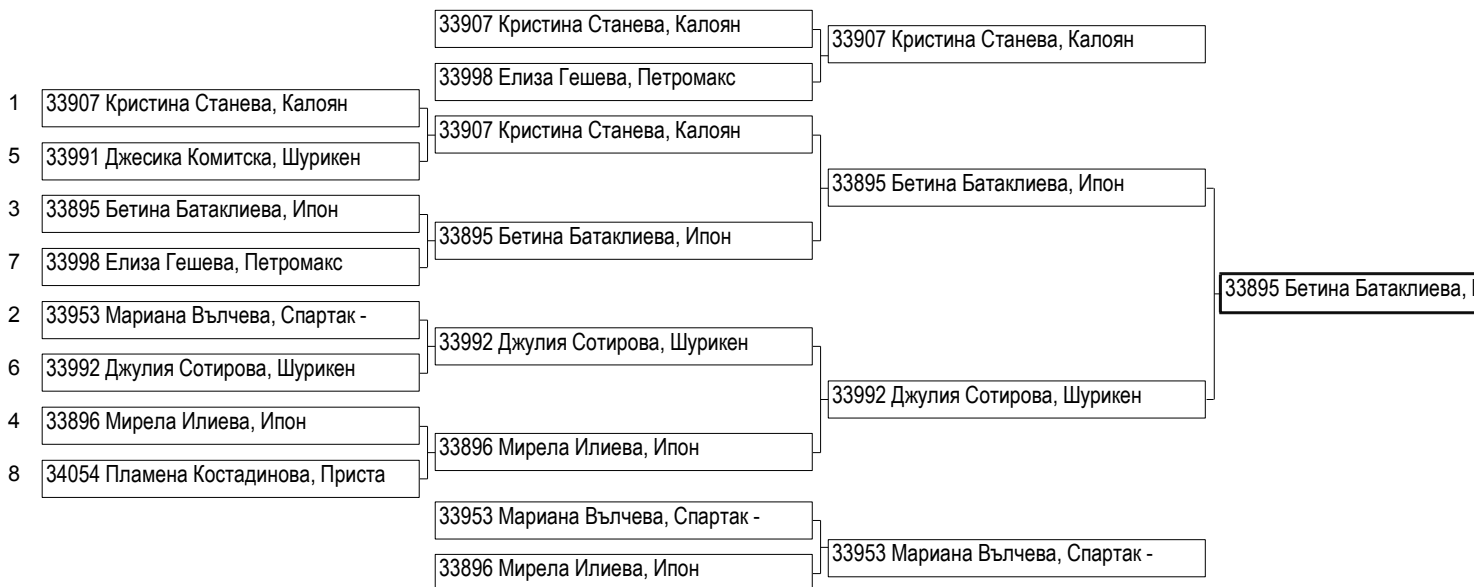 33907 Кристина Станева, Калоян
33907 Кристина Станева, Калоян
33998 Елиза Гешева, Петромакс
1 33907 Кристина Станева, Калоян
33907 Кристина Станева, Калоян
5 33991 Джесика Комитска, Шурикен
33895 Бетина Батаклиева, Ипон
3 33895 Бетина Батаклиева, Ипон
33895 Бетина Батаклиева, Ипон
7 33998 Елиза Гешева, Петромакс
33895 Бетина Батаклиева,
2 33953 Мариана Вълчева, Спартак -
33992 Джулия Сотирова, Шурикен
6 33992 Джулия Сотирова, Шурикен
33992 Джулия Сотирова, Шурикен
4 33896 Мирела Илиева, Ипон
33896 Мирела Илиева, Ипон
8 34054 Пламена Костадинова, Приста
33953 Мариана Вълчева, Спартак -
33953 Мариана Вълчева, Спартак -
33896 Мирела Илиева, Ипон